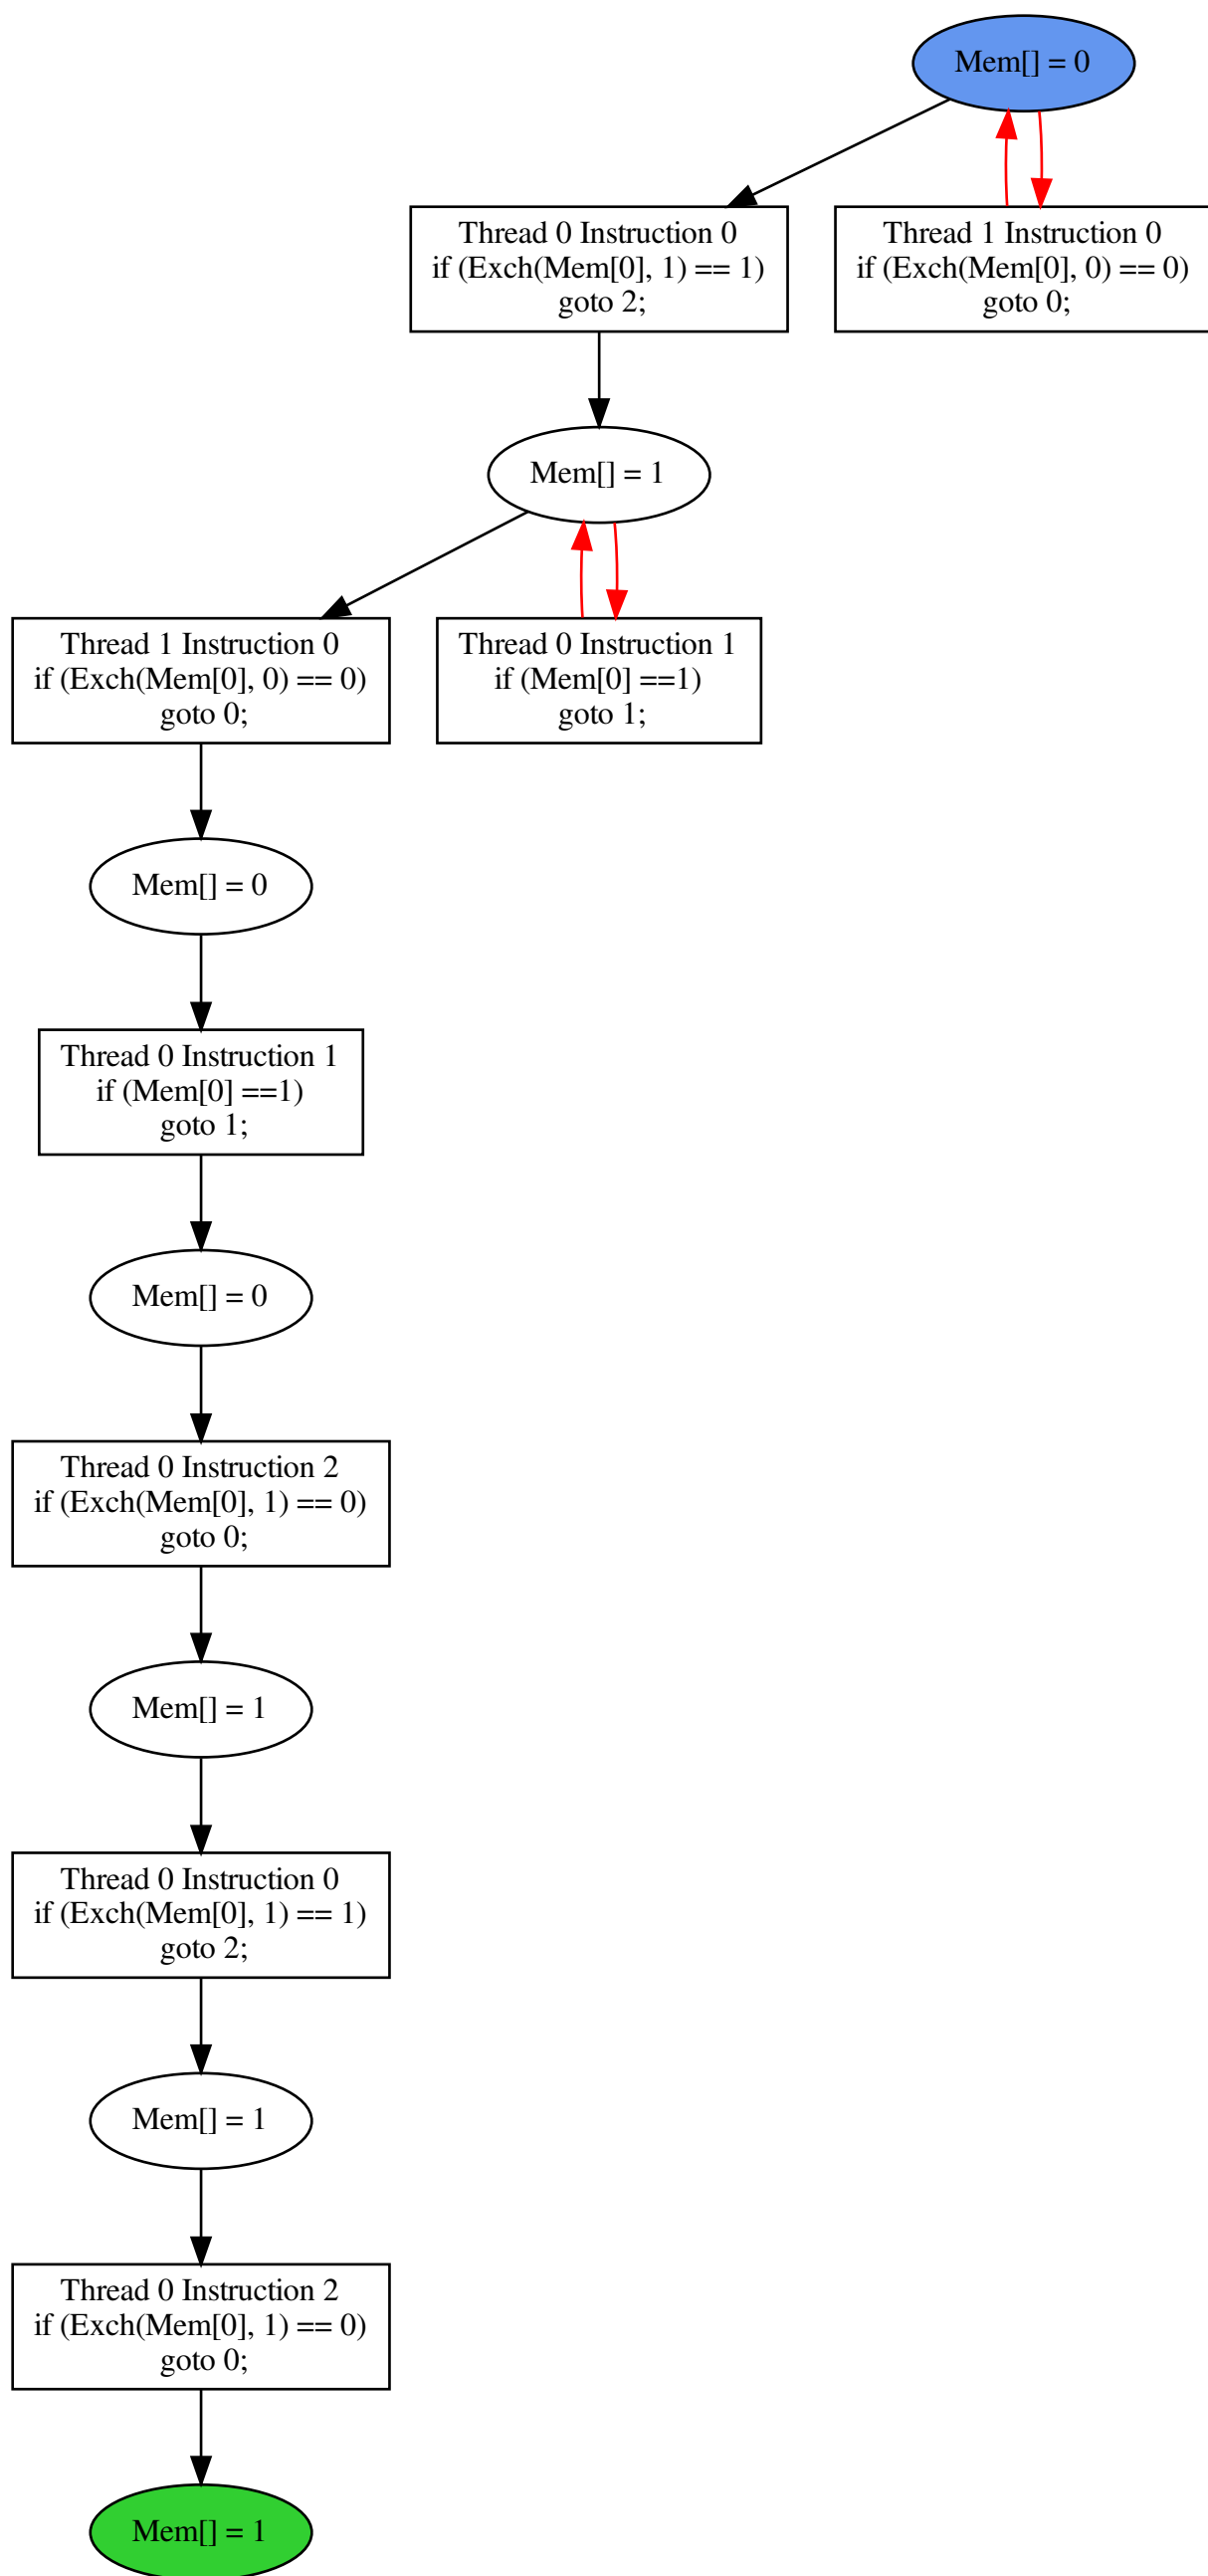 Mem[] = 0
Thread 0 Instruction 0
if (Exch(Mem[0], 1) == 1)
goto 2;
Thread 1 Instruction 0
if (Exch(Mem[0], 0) == 0)
goto 0;
Mem[] = 1
Thread 1 Instruction 0
if (Exch(Mem[0], 0) == 0)
goto 0;
Thread 0 Instruction 1
if (Mem[0] ==1)
goto 1;
Mem[] = 0
Thread 0 Instruction 1
if (Mem[0] ==1)
goto 1;
Mem[] = 0
Thread 0 Instruction 2
if (Exch(Mem[0], 1) == 0)
goto 0;
Mem[] = 1
Thread 0 Instruction 0
if (Exch(Mem[0], 1) == 1)
goto 2;
Mem[] = 1
Thread 0 Instruction 2
if (Exch(Mem[0], 1) == 0)
goto 0;
Mem[] = 1